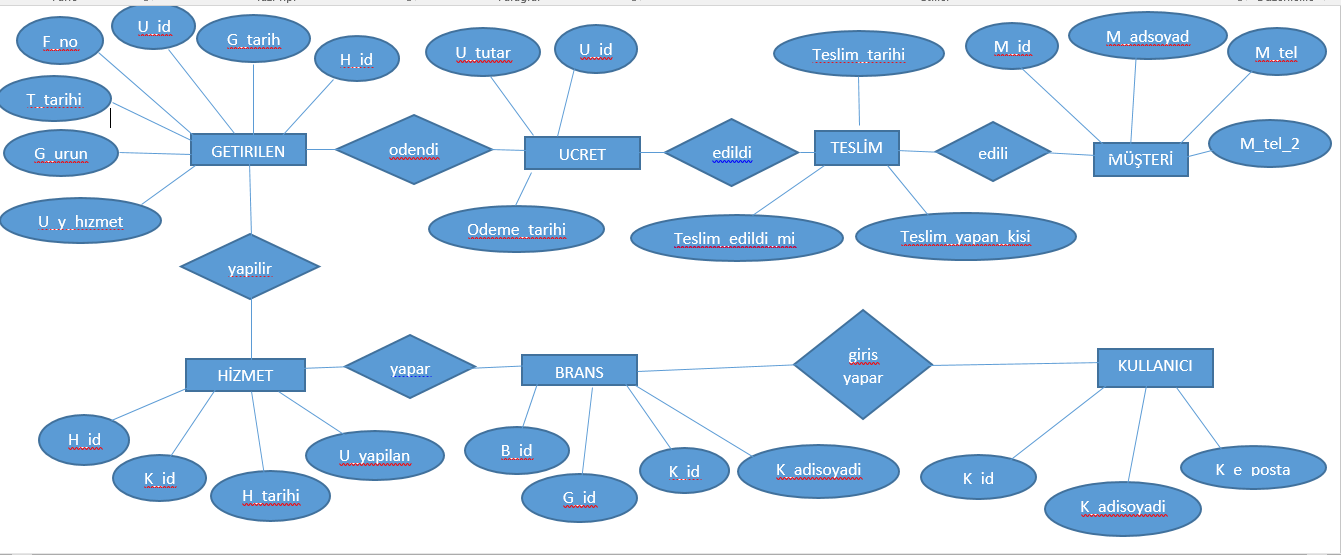 F_no
U_id
G_tarih
H_id
T_tarihi
G_urun
U_y_hızmet
GETIRILEN
odendi
U_tutar
U_id
UCRET
Odeme_tarihi
edildi
Teslim_tarihi
TESLİM
Teslim_edildi_mi
Teslim_yapan_kisi
edili
M_id
M_adsoyad
M_tel
M_tel_2
MÜŞTERİ
yapilir
HİZMET
H_id
K_id
H_tarihi
U_yapilan
yapar
BRANS
B_id
G_id
K_id
K_adisoyadi
giris
yapar
KULLANICI
K_id
K_adisoyadi
K_e_posta